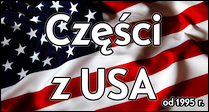 Części
z USA
od 1995 r.